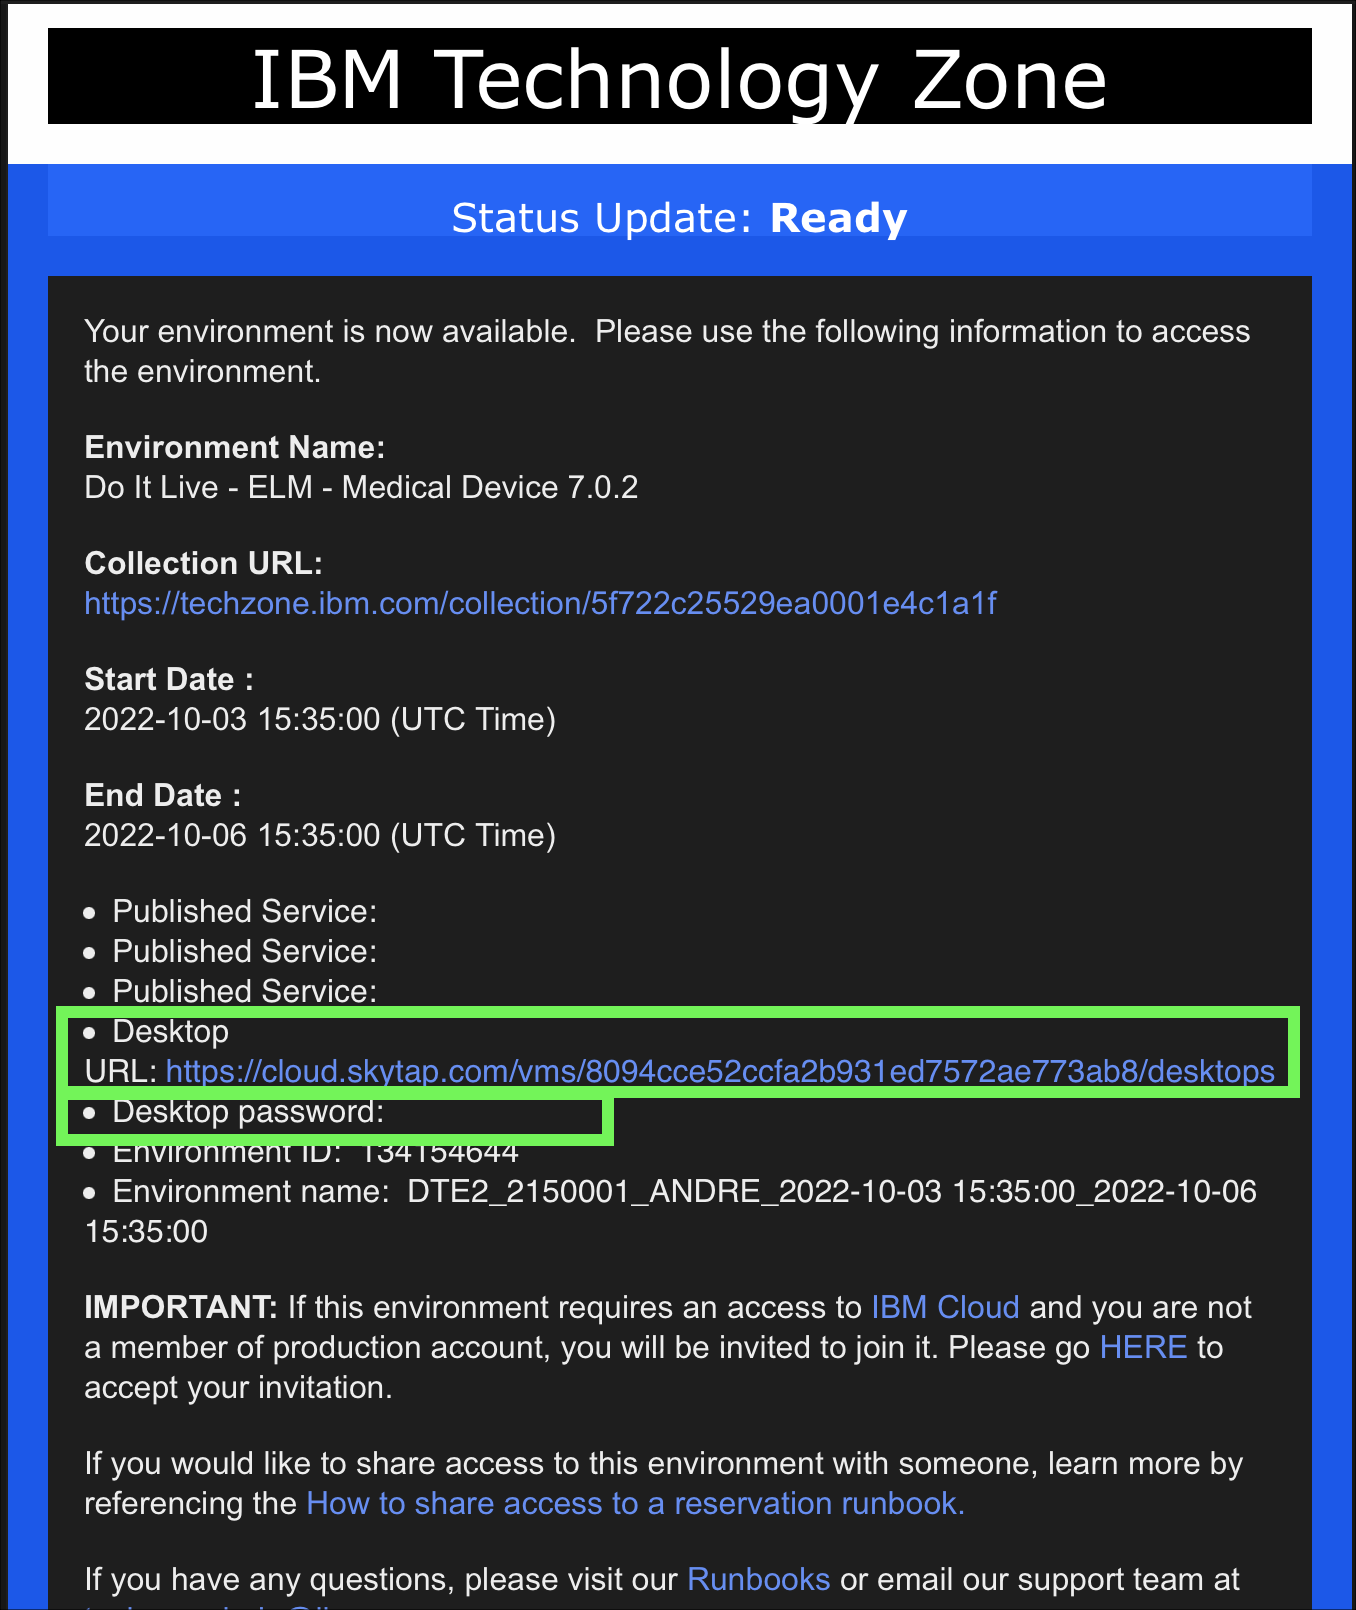 IBM Technology Zone
Status Update: Ready
Your environment is now available.  Please use the following information to access
the environment.
Environment Name:
Do It Live - ELM - Medical Device 7.0.2
Collection URL:
https://techzone.ibm.com/collection/5f722c25529ea0001e4c1a1f
Start Date :
2022-10-03 15:35:00 (UTC Time)
End Date :
2022-10-06 15:35:00 (UTC Time)
• Published Service:
• Published Service:
• Published Service:
• Desktop
URL: https://cloud.skytap.com/vms/8094cce52ccfa2b931ed7572ae773ab8/desktops
• Desktop password:
• Environment ID:  134154644
• Environment name:  DTE2_2150001_ANDRE_2022-10-03 15:35:00_2022-10-06
15:35:00
IMPORTANT: If this environment requires an access to IBM Cloud and you are not
a member of production account, you will be invited to join it. Please go HERE to
accept your invitation.
If you would like to share access to this environment with someone, learn more by
referencing the How to share access to a reservation runbook.
If you have any questions, please visit our Runbooks or email our support team at